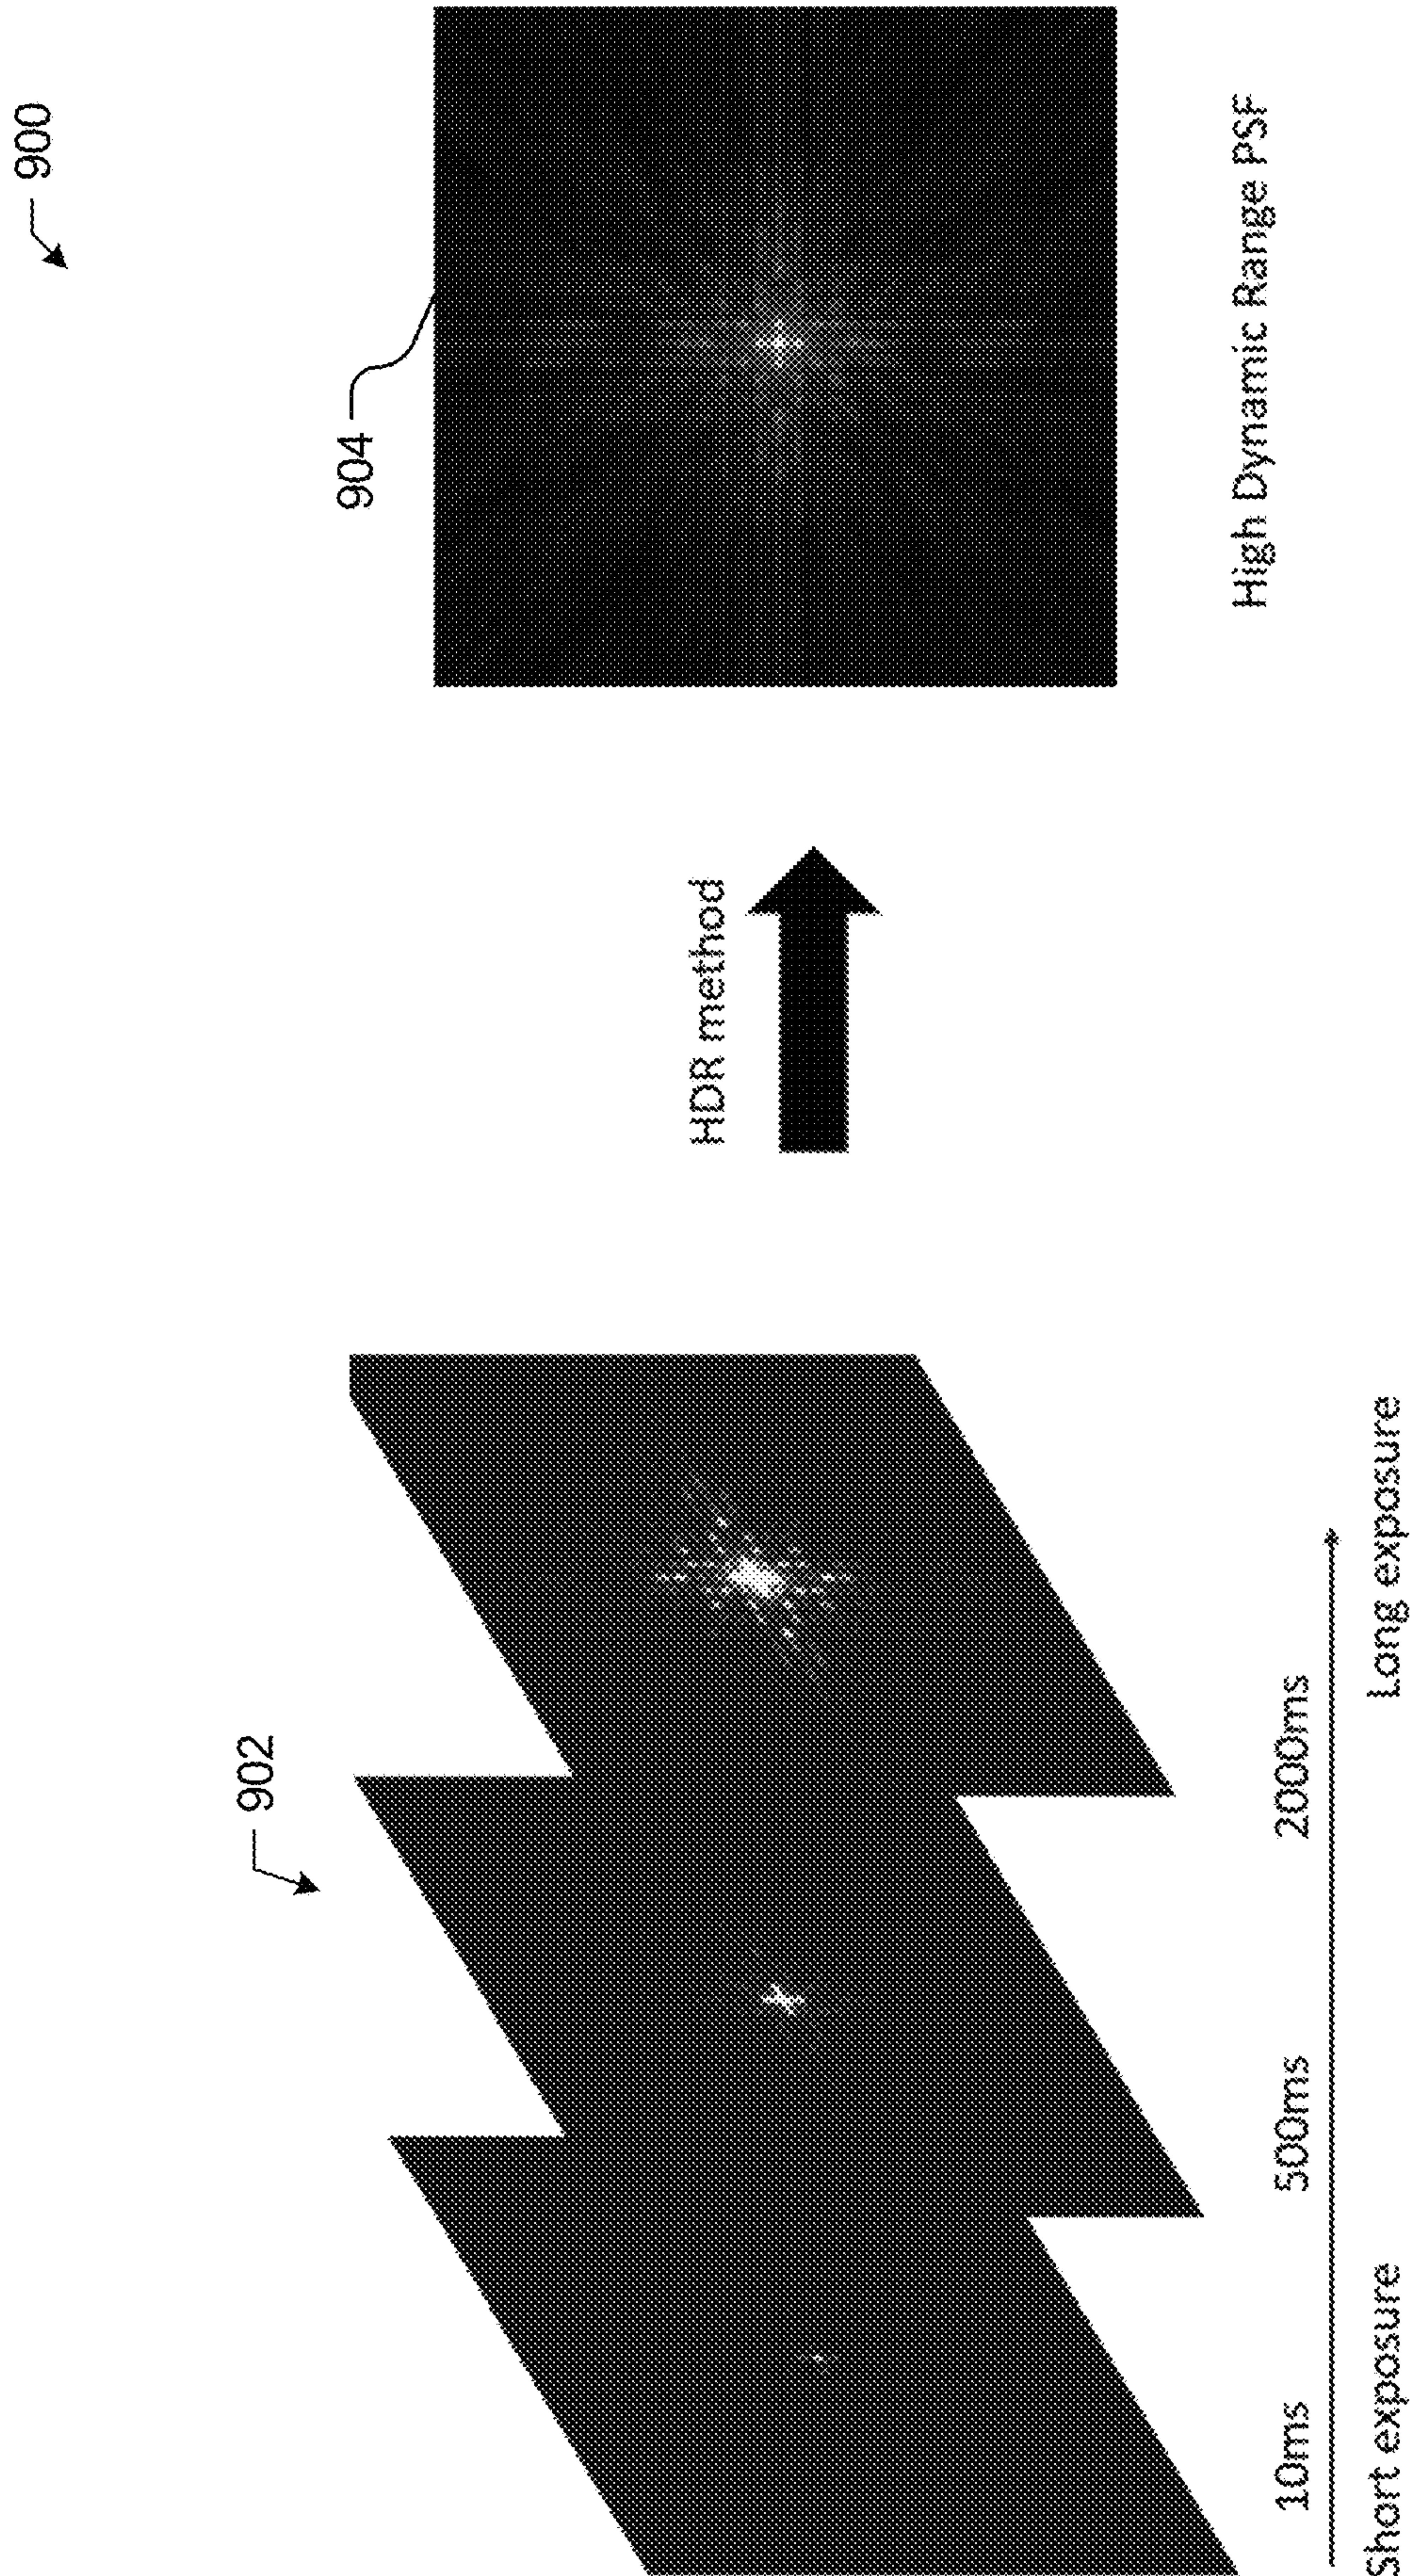 900
902
904
HDR method
10ms
500ms
2000ms
Short exposure
Long exposure
High Dynamic Range PSF